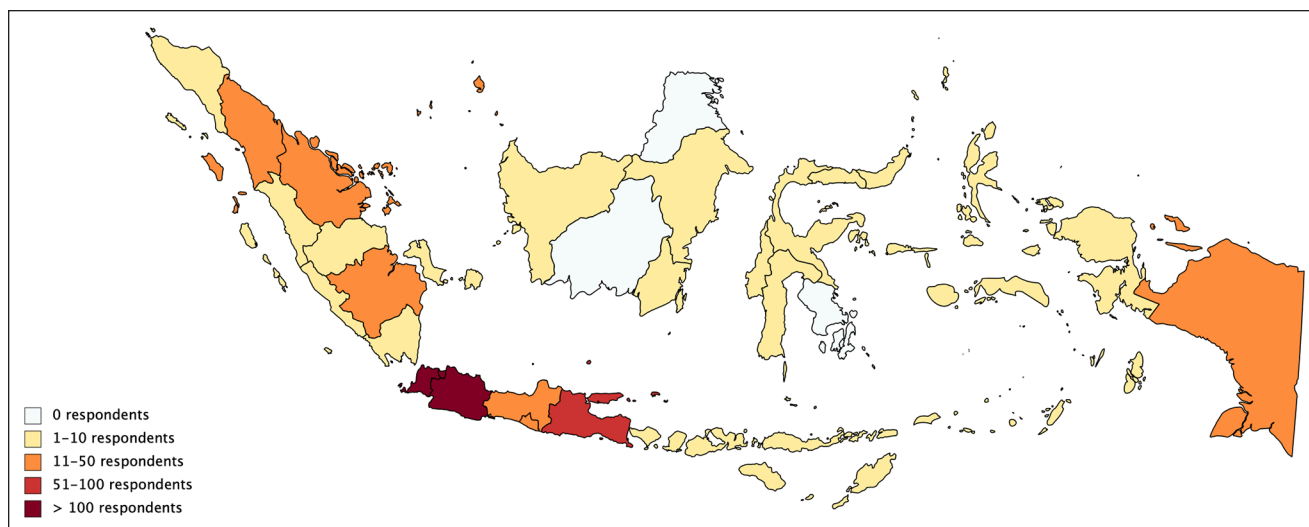 0 respondents
1–10 respondents
11–50 respondents
51–100 respondents
> 100 respondents